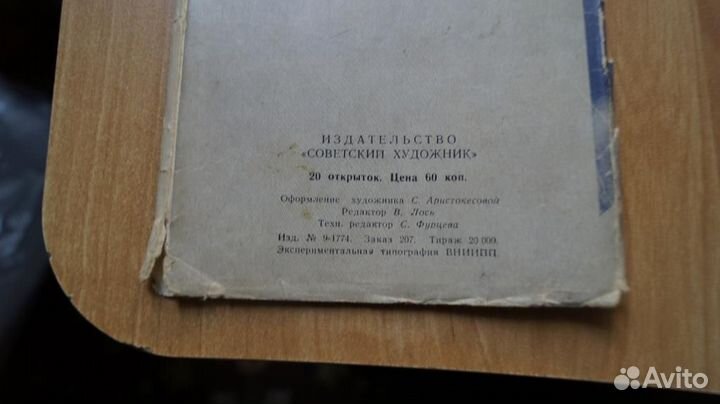 ИЗДАТЕЛЬСТВО
«СОВЕТСКИЙ ХУДОЖНИК»
20 открыток. Цена 60 коп.
Оформление художника С. Аристокесовой
Редактор В. Лось
Техн. редактор С. Фурцева
Изд. № 9-1774. Заказ 207. Тираж 20 000.
Экспериментальная типография ВНИИПП
Avito